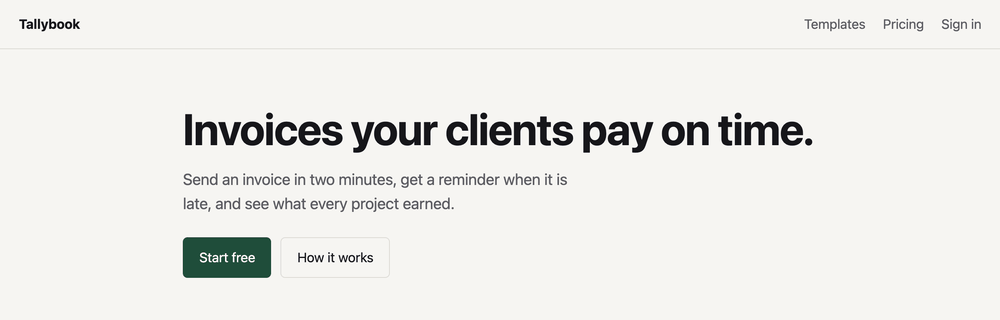 Tallybook
Templates Pricing Sign in
Invoices your clients pay on time.
Send an invoice in two minutes, get a reminder when it is
late, and see what every project earned.
Start free How it works